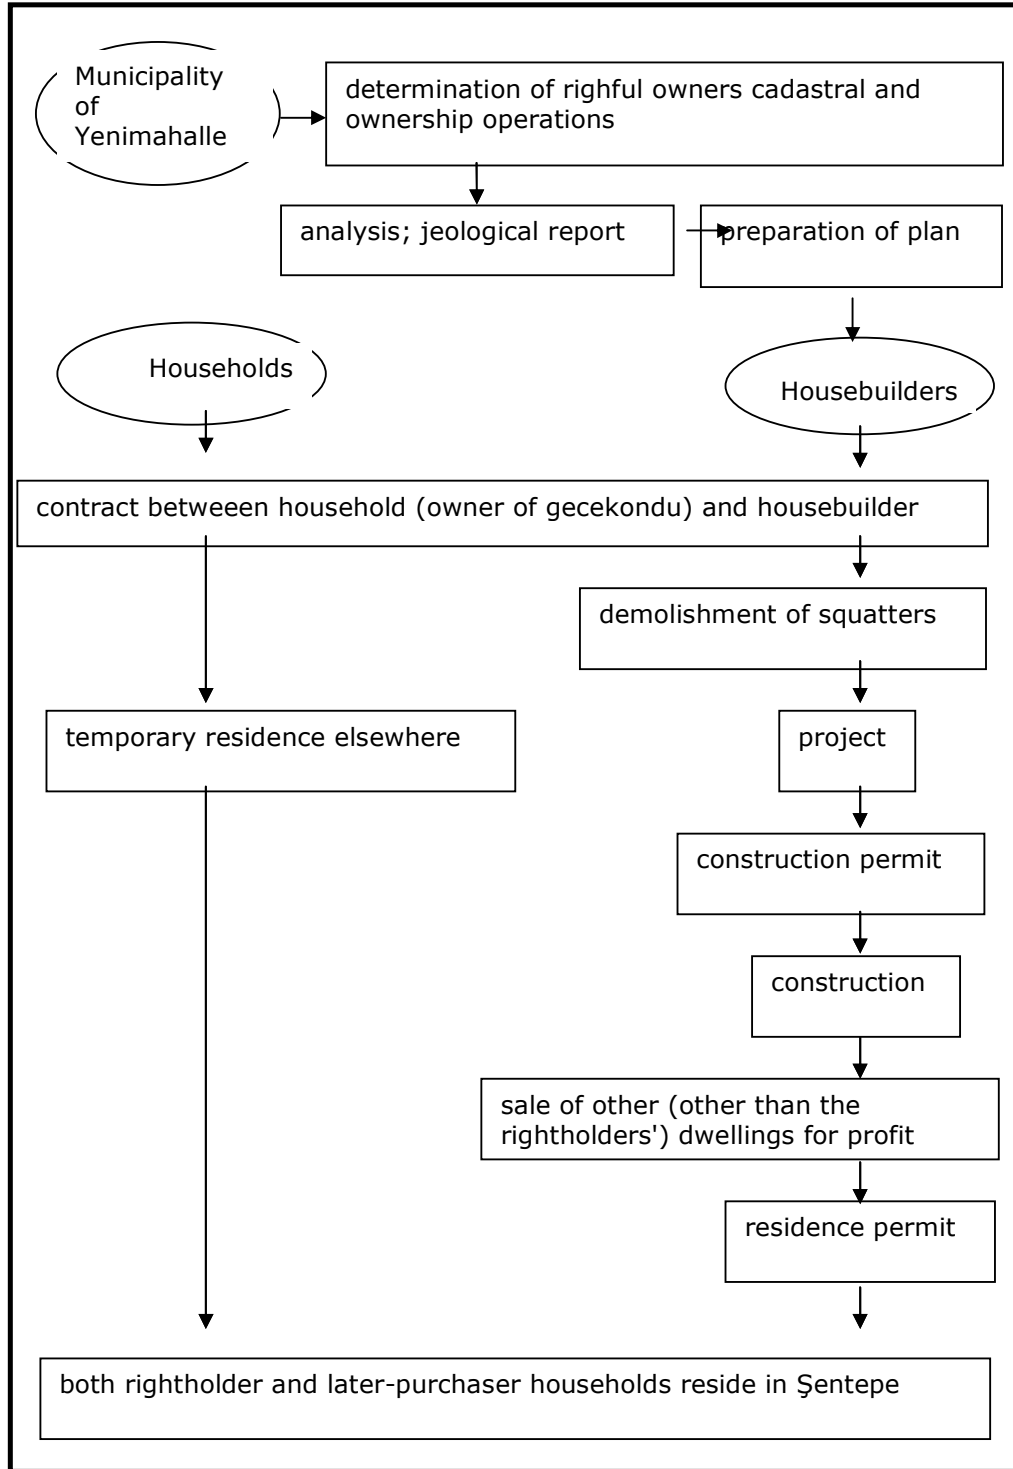 Municipality
of
Yenimahalle
determination of righful owners cadastral and
ownership operations
analysis; jeological report
preparation of plan
Households
Housebuilders
contract betweeen household (owner of gecekondu) and housebuilder
demolishment of squatters
temporary residence elsewhere
project
construction permit
construction
sale of other (other than the
rightholders') dwellings for profit
residence permit
both rightholder and later-purchaser households reside in Şentepe